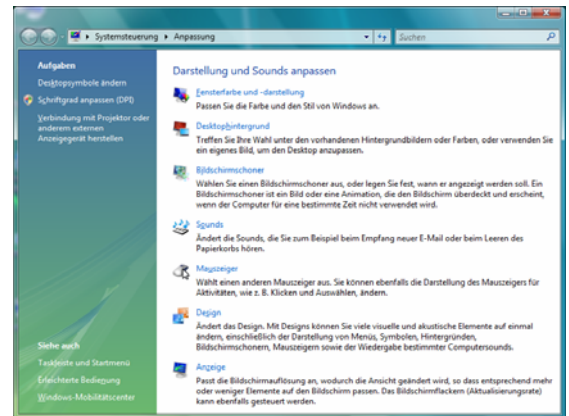 Systemsteuerung ▸ Anpassung
Suchen
Aufgaben
Desktopsymbole ändern
Schriftgrad anpassen (DPI)
Verbindung mit Projektor oder
anderem externen
Anzeigegerät herstellen
Siehe auch
Taskleiste und Startmenü
Erleichterte Bedienung
Windows-Mobilitätscenter
Darstellung und Sounds anpassen
Fensterfarbe und -darstellung
Passen Sie die Farbe und den Stil von Windows an.
Desktophintergrund
Treffen Sie Ihre Wahl unter den vorhandenen Hintergrundbildern oder Farben, oder verwenden Sie
ein eigenes Bild, um den Desktop anzupassen.
Bildschirmschoner
Wählen Sie einen Bildschirmschoner aus, oder legen Sie fest, wann er angezeigt werden soll. Ein
Bildschirmschoner ist ein Bild oder eine Animation, die den Bildschirm überdeckt und erscheint,
wenn der Computer für eine bestimmte Zeit nicht verwendet wird.
Sounds
Ändert die Sounds, die Sie zum Beispiel beim Empfang neuer E-Mail oder beim Leeren des
Papierkorbs hören.
Mauszeiger
Wählt einen anderen Mauszeiger aus. Sie können ebenfalls die Darstellung des Mauszeigers für
Aktivitäten, wie z. B. Klicken und Auswählen, ändern.
Design
Ändert das Design. Mit Designs können Sie viele visuelle und akustische Elemente auf einmal
ändern, einschließlich der Darstellung von Menüs, Symbolen, Hintergründen,
Bildschirmschonern, Mauszeigern sowie der Wiedergabe bestimmter Computersounds.
Anzeige
Passt die Bildschirmauflösung an, wodurch die Ansicht geändert wird, so dass entsprechend mehr
oder weniger Elemente auf den Bildschirm passen. Das Bildschirmflackern (Aktualisierungsrate)
kann ebenfalls gesteuert werden.